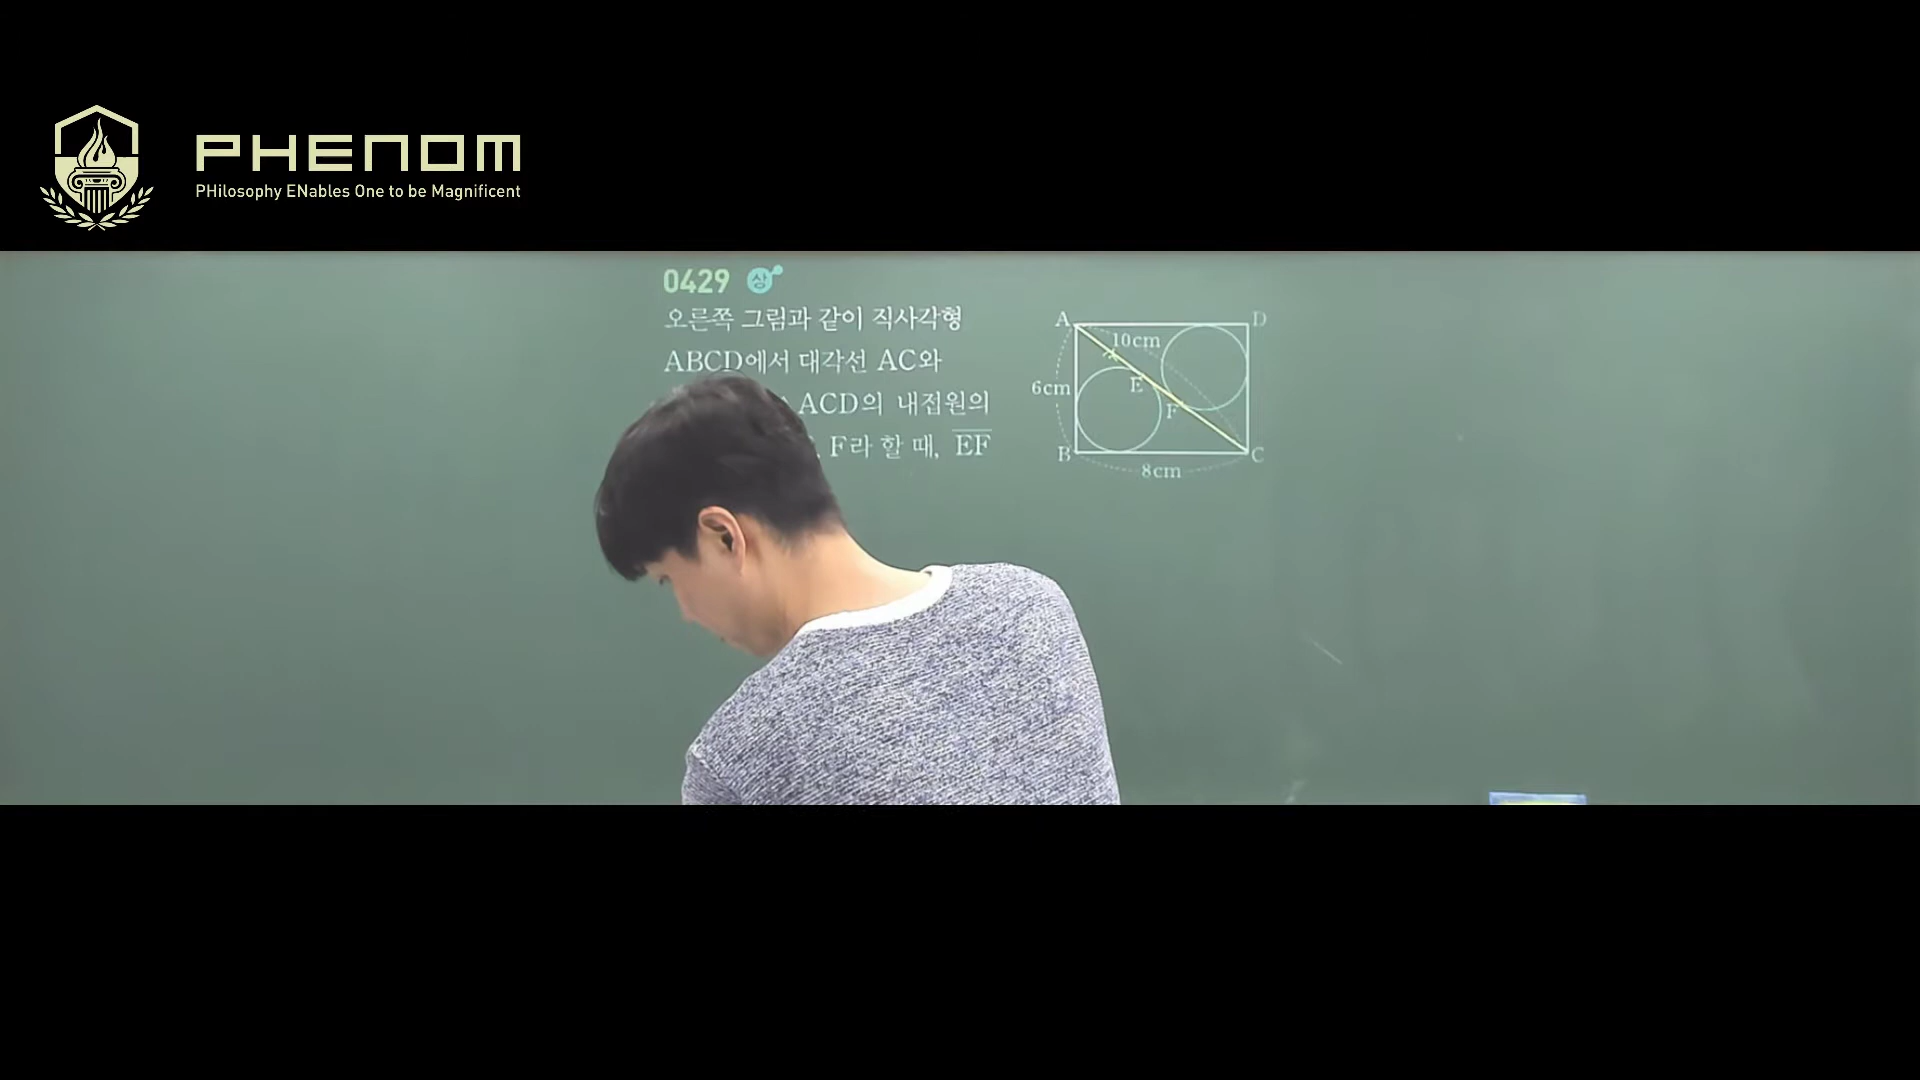 PHENOM
PHilosophy ENables One to be Magnificent
0429 상
오른쪽 그림과 같이 직사각형
ABCD에서 대각선 AC와
ACD의 내접원의
F라 할 때, EF
A
D
10cm
6cm
E
F
B
C
8cm